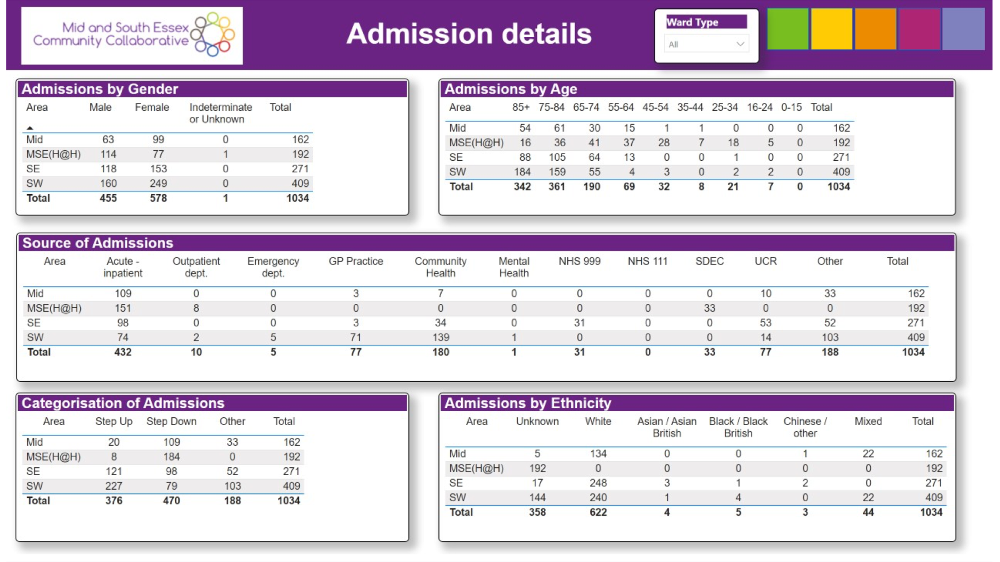 Mid and South Essex
Community Collaborative
Admission details
Ward Type
All
Admissions by Gender
Area Male Female Indeterminate or Unknown Total
Mid 63 99 0 162
MSE(H@H) 114 77 1 192
SE 118 153 0 271
SW 160 249 0 409
Total 455 578 1 1034
Admissions by Age
Area 85+ 75-84 65-74 55-64 45-54 35-44 25-34 16-24 0-15 Total
Mid 54 61 30 15 1 1 0 0 0 162
MSE(H@H) 16 36 41 37 28 7 18 5 0 192
SE 88 105 64 13 0 0 1 0 0 271
SW 184 159 55 4 3 0 2 2 0 409
Total 342 361 190 69 32 8 21 7 0 1034
Source of Admissions
Area Acute - inpatient Outpatient dept. Emergency dept. GP Practice Community Health Mental Health NHS 999 NHS 111 SDEC UCR Other Total
Mid 109 0 0 3 7 0 0 0 0 10 33 162
MSE(H@H) 151 8 0 0 0 0 0 0 33 0 0 192
SE 98 0 0 3 34 0 31 0 0 53 52 271
SW 74 2 5 71 139 1 0 0 0 14 103 409
Total 432 10 5 77 180 1 31 0 33 77 188 1034
Categorisation of Admissions
Area Step Up Step Down Other Total
Mid 20 109 33 162
MSE(H@H) 8 184 0 192
SE 121 98 52 271
SW 227 79 103 409
Total 376 470 188 1034
Admissions by Ethnicity
Area Unknown White Asian / Asian British Black / Black British Chinese / other Mixed Total
Mid 5 134 0 0 1 22 162
MSE(H@H) 192 0 0 0 0 0 192
SE 17 248 3 1 2 0 271
SW 144 240 1 4 0 22 409
Total 358 622 4 5 3 44 1034